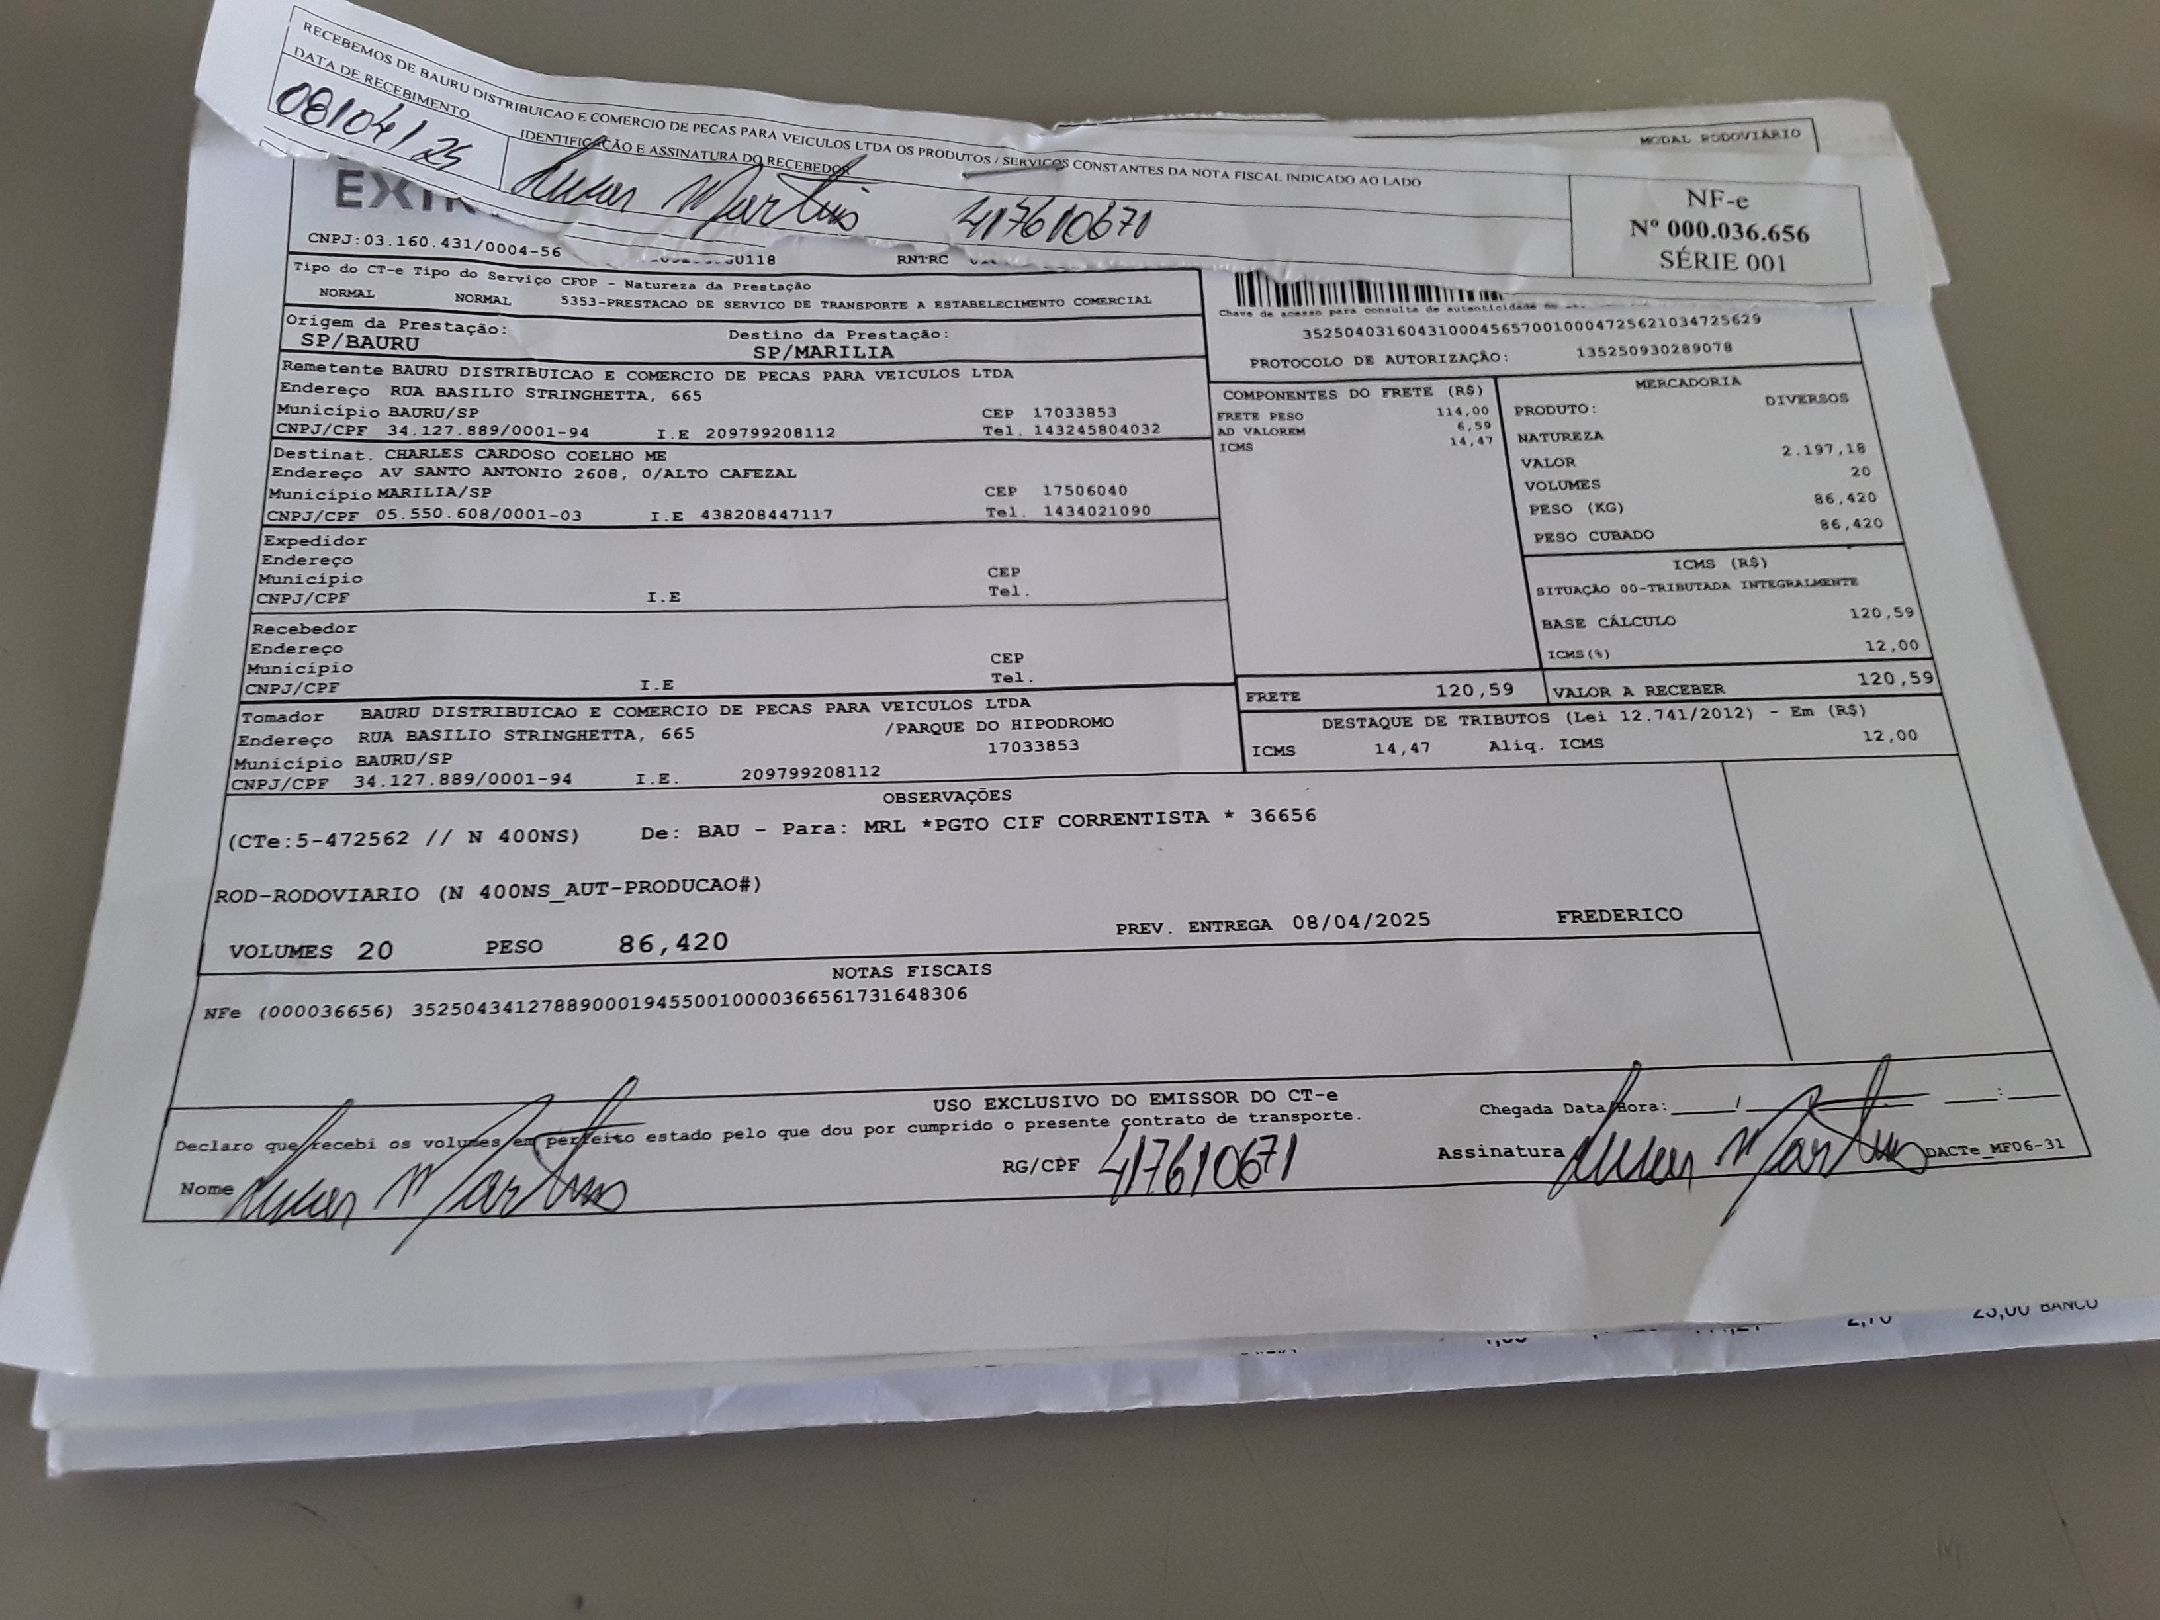 RECEBEMOS DE BAURU DISTRIBUICAO E COMERCIO DE PECAS PARA VEICULOS LTDA OS PRODUTOS / SERVIÇOS CONSTANTES DA NOTA FISCAL INDICADO AO LADO
DATA DE RECEBIMENTO
IDENTIFICAÇÃO E ASSINATURA DO RECEBEDOR
08/04/25
Martins 417610671
NF-e
Nº 000.036.656
SÉRIE 001
MODAL RODOVIÁRIO
CNPJ:03.160.431/0004-56
RNTRC
Tipo do CT-e Tipo do Serviço CFOP - Natureza da Prestação
NORMAL NORMAL 5353-PRESTACAO DE SERVICO DE TRANSPORTE A ESTABELECIMENTO COMERCIAL
Chave de acesso para consulta de autenticidade
35250403160431000456570010004725621034725629
PROTOCOLO DE AUTORIZAÇÃO: 135250930289078
Origem da Prestação: Destino da Prestação:
SP/BAURU SP/MARILIA
Remetente BAURU DISTRIBUICAO E COMERCIO DE PECAS PARA VEICULOS LTDA
Endereço RUA BASILIO STRINGHETTA, 665
Município BAURU/SP CEP 17033853
CNPJ/CPF 34.127.889/0001-94 I.E 209799208112 Tel. 143245804032
Destinat. CHARLES CARDOSO COELHO ME
Endereço AV SANTO ANTONIO 2608, 0/ALTO CAFEZAL
Município MARILIA/SP CEP 17506040
CNPJ/CPF 05.550.608/0001-03 I.E 438208447117 Tel. 1434021090
Expedidor
Endereço
Município CEP
CNPJ/CPF I.E Tel.
Recebedor
Endereço
Município CEP
CNPJ/CPF I.E Tel.
Tomador BAURU DISTRIBUICAO E COMERCIO DE PECAS PARA VEICULOS LTDA
Endereço RUA BASILIO STRINGHETTA, 665 /PARQUE DO HIPODROMO
Município BAURU/SP 17033853
CNPJ/CPF 34.127.889/0001-94 I.E. 209799208112
COMPONENTES DO FRETE (R$)
FRETE PESO 114,00
AD VALOREM 6,59
ICMS 14,47
MERCADORIA
PRODUTO: DIVERSOS
NATUREZA
VALOR 2.197,18
VOLUMES 20
PESO (KG) 86,420
PESO CUBADO 86,420
ICMS (R$)
SITUAÇÃO 00-TRIBUTADA INTEGRALMENTE
BASE CÁLCULO 120,59
ICMS(%) 12,00
FRETE 120,59 VALOR A RECEBER 120,59
DESTAQUE DE TRIBUTOS (Lei 12.741/2012) - Em (R$)
ICMS 14,47 Aliq. ICMS 12,00
OBSERVAÇÕES
(CTe:5-472562 // N 400NS) De: BAU - Para: MRL *PGTO CIF CORRENTISTA * 36656
ROD-RODOVIARIO (N 400NS_AUT-PRODUCAO#)
VOLUMES 20 PESO 86,420 PREV. ENTREGA 08/04/2025 FREDERICO
NOTAS FISCAIS
NFe (000036656) 35250434127889000194550010000366561731648306
USO EXCLUSIVO DO EMISSOR DO CT-e
Declaro que recebi os volumes em perfeito estado pelo que dou por cumprido o presente contrato de transporte.
Chegada Data/Hora:
Nome Martins RG/CPF 417610671 Assinatura Martins DACTe_MF06-31
BANCO